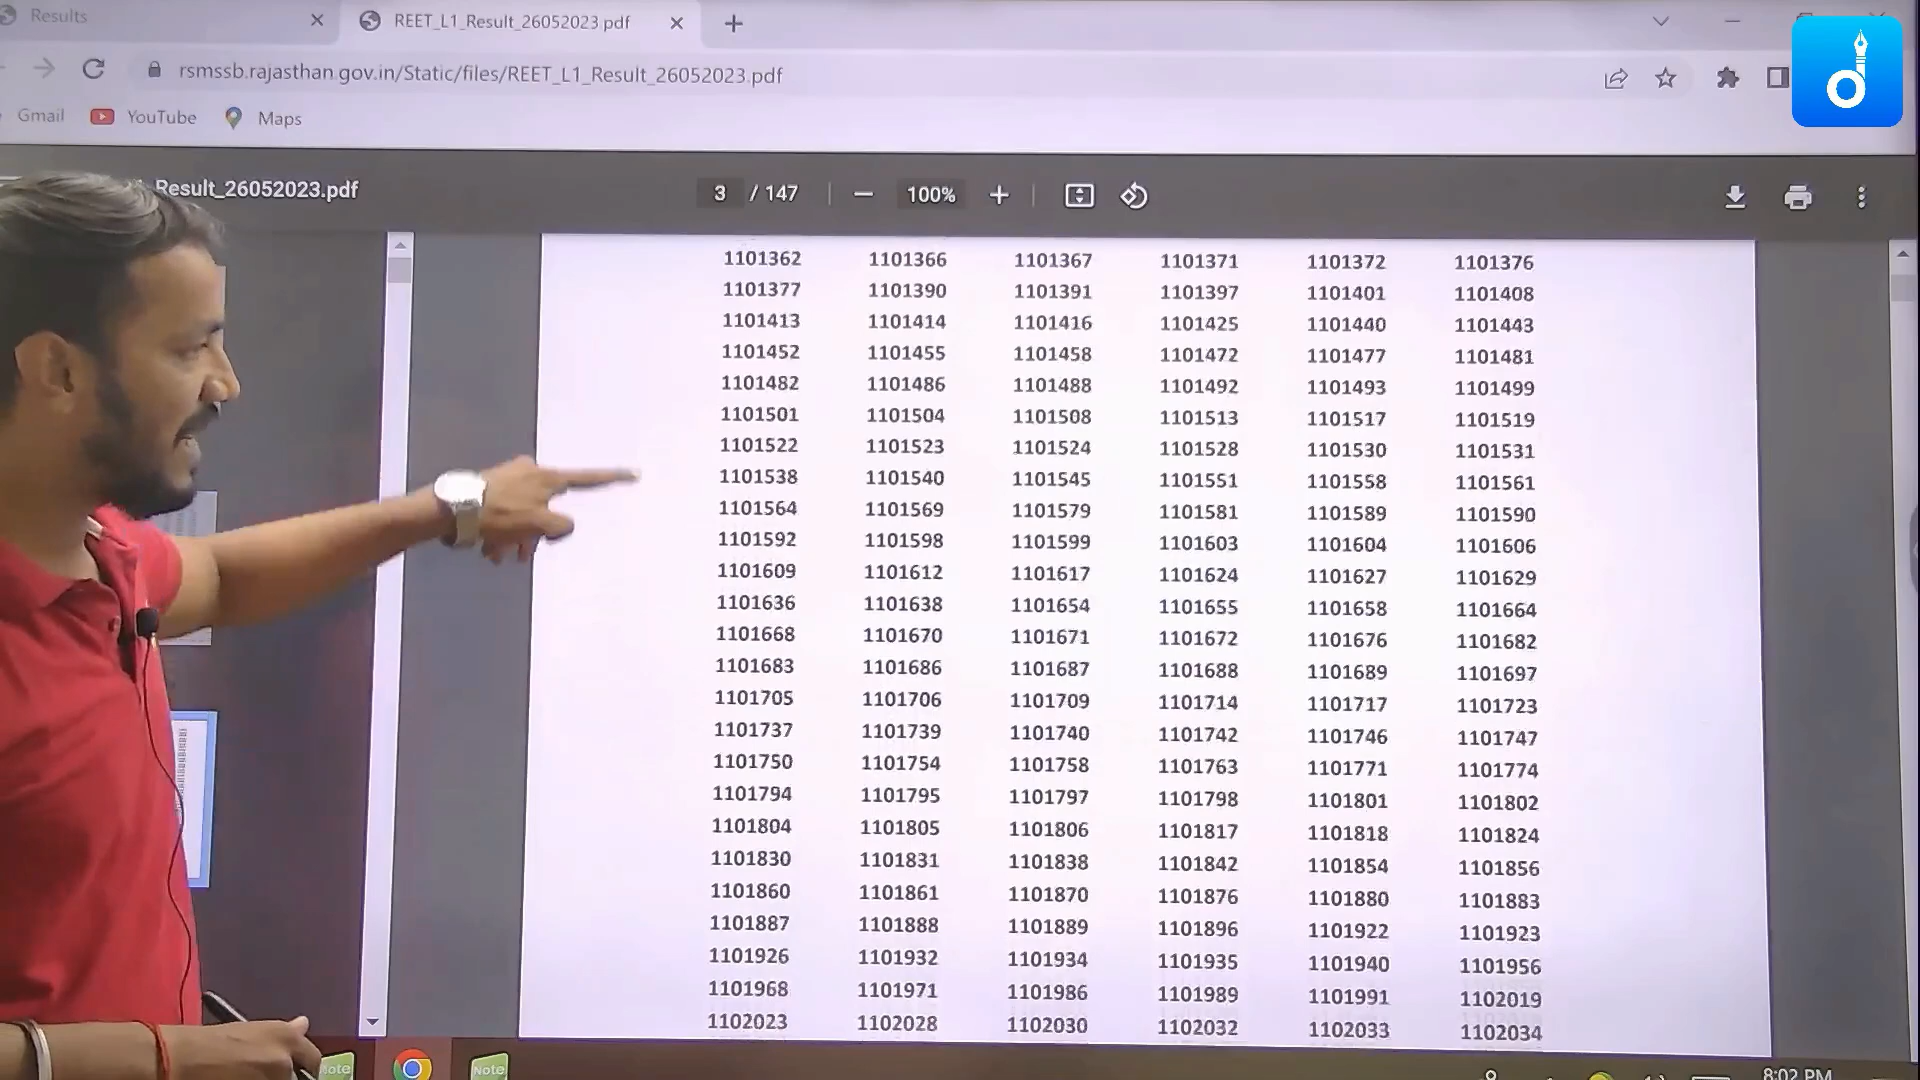 Results
REET_L1_Result_26052023.pdf
rsmssb.rajasthan.gov.in/Static/files/REET_L1_Result_26052023.pdf
Gmail YouTube Maps
Result_26052023.pdf 3 / 147 100%
1101362 1101366 1101367 1101371 1101372 1101376
1101377 1101390 1101391 1101397 1101401 1101408
1101413 1101414 1101416 1101425 1101440 1101443
1101452 1101455 1101458 1101472 1101477 1101481
1101482 1101486 1101488 1101492 1101493 1101499
1101501 1101504 1101508 1101513 1101517 1101519
1101522 1101523 1101524 1101528 1101530 1101531
1101538 1101540 1101545 1101551 1101558 1101561
1101564 1101569 1101579 1101581 1101589 1101590
1101592 1101598 1101599 1101603 1101604 1101606
1101609 1101612 1101617 1101624 1101627 1101629
1101636 1101638 1101654 1101655 1101658 1101664
1101668 1101670 1101671 1101672 1101676 1101682
1101683 1101686 1101687 1101688 1101689 1101697
1101705 1101706 1101709 1101714 1101717 1101723
1101737 1101739 1101740 1101742 1101746 1101747
1101750 1101754 1101758 1101763 1101771 1101774
1101794 1101795 1101797 1101798 1101801 1101802
1101804 1101805 1101806 1101817 1101818 1101824
1101830 1101831 1101838 1101842 1101854 1101856
1101860 1101861 1101870 1101876 1101880 1101883
1101887 1101888 1101889 1101896 1101922 1101923
1101926 1101932 1101934 1101935 1101940 1101956
1101968 1101971 1101986 1101989 1101991 1102019
1102023 1102028 1102030 1102032 1102033 1102034
Note Note 8:02 PM